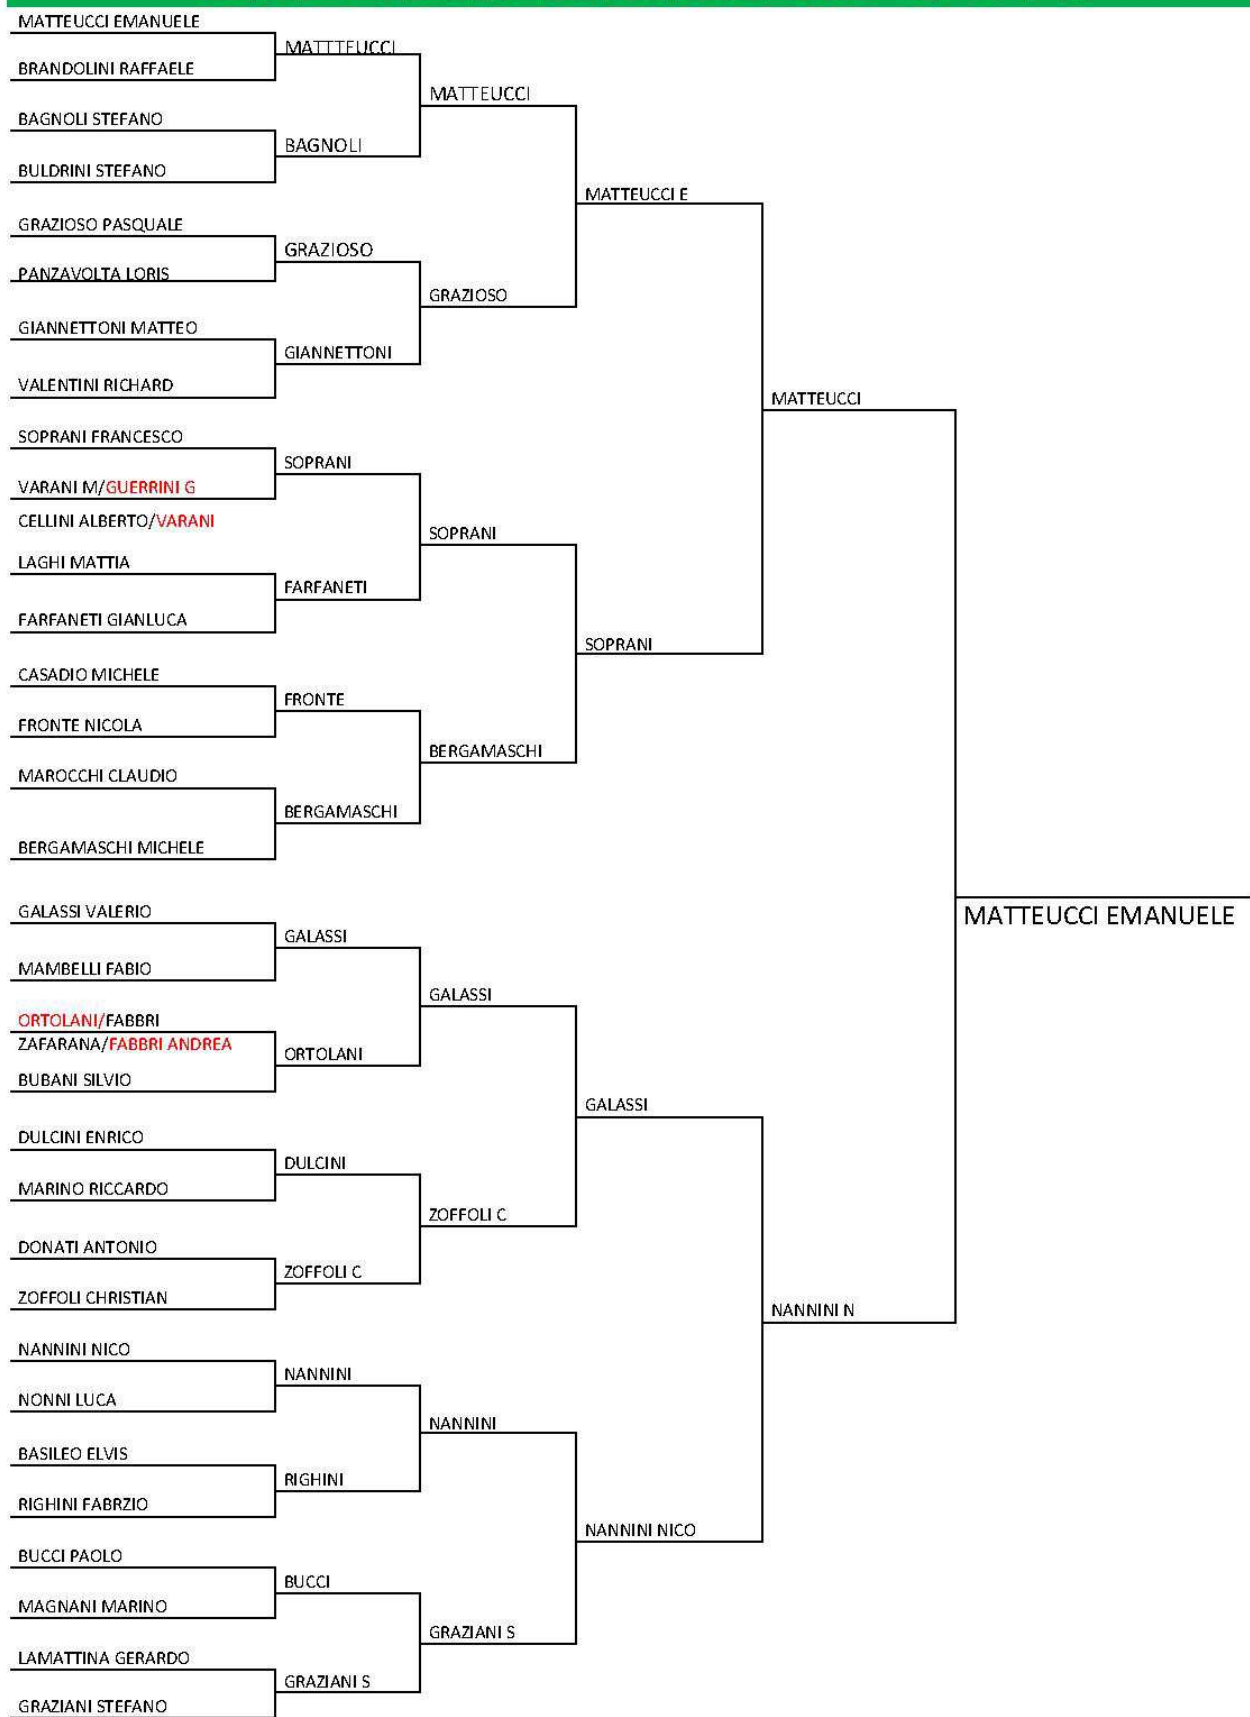 MATTEUCCI EMANUELE
MATTTEUCCI
BRANDOLINI RAFFAELE
MATTEUCCI
BAGNOLI STEFANO
BAGNOLI
BULDRINI STEFANO
MATTEUCCI E
GRAZIOSO PASQUALE
GRAZIOSO
PANZAVOLTA LORIS
GRAZIOSO
GIANNETTONI MATTEO
GIANNETTONI
VALENTINI RICHARD
MATTEUCCI
SOPRANI FRANCESCO
SOPRANI
VARANI M/GUERRINI G
CELLINI ALBERTO/VARANI
SOPRANI
LAGHI MATTIA
FARFANETI
FARFANETI GIANLUCA
SOPRANI
CASADIO MICHELE
FRONTE
FRONTE NICOLA
BERGAMASCHI
MAROCCHI CLAUDIO
BERGAMASCHI
BERGAMASCHI MICHELE
GALASSI VALERIO
MATTEUCCI EMANUELE
GALASSI
MAMBELLI FABIO
GALASSI
ORTOLANI/FABBRI
ZAFARANA/FABBRI ANDREA
ORTOLANI
BUBANI SILVIO
GALASSI
DULCINI ENRICO
DULCINI
MARINO RICCARDO
ZOFFOLI C
DONATI ANTONIO
ZOFFOLI C
ZOFFOLI CHRISTIAN
NANNINI N
NANNINI NICO
NANNINI
NONNI LUCA
NANNINI
BASILEO ELVIS
RIGHINI
RIGHINI FABRZIO
NANNINI NICO
BUCCI PAOLO
BUCCI
MAGNANI MARINO
GRAZIANI S
LAMATTINA GERARDO
GRAZIANI S
GRAZIANI STEFANO